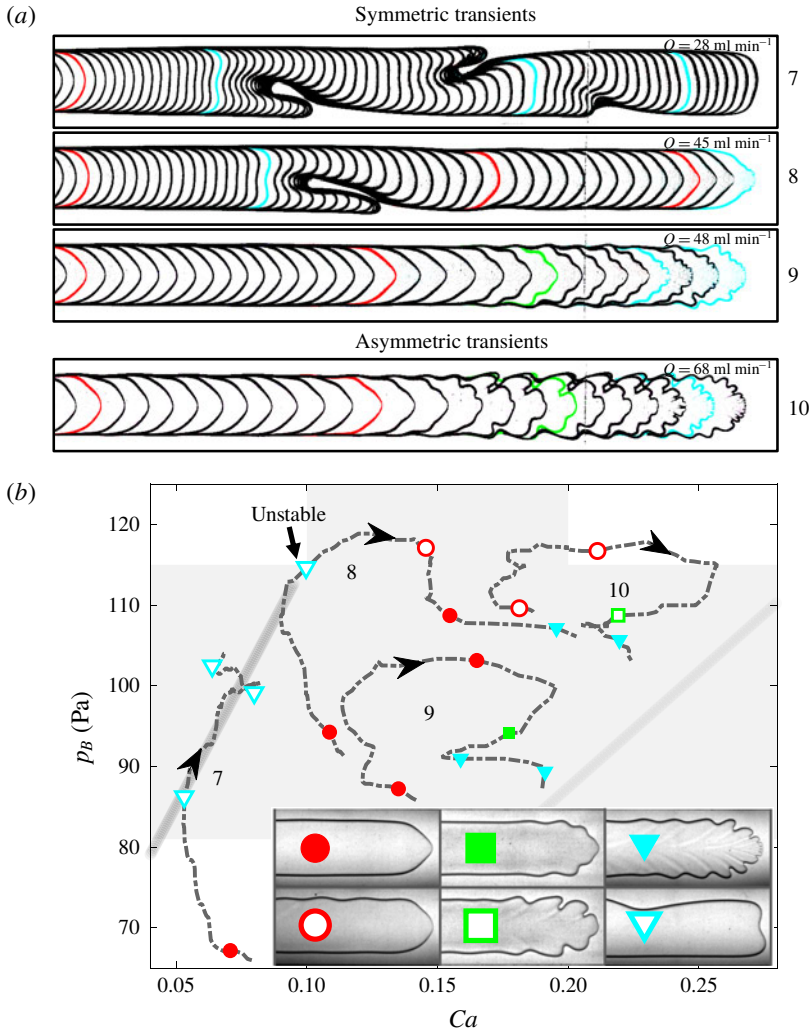 (a)
Symmetric transients
Q = 28 ml min⁻¹
7
Q = 45 ml min⁻¹
8
Q = 48 ml min⁻¹
9
Asymmetric transients
Q = 68 ml min⁻¹
10
(b)
Unstable
120
110
100
90
80
70
p_B (Pa)
8
10
9
7
0.05
0.10
0.15
0.20
0.25
Ca